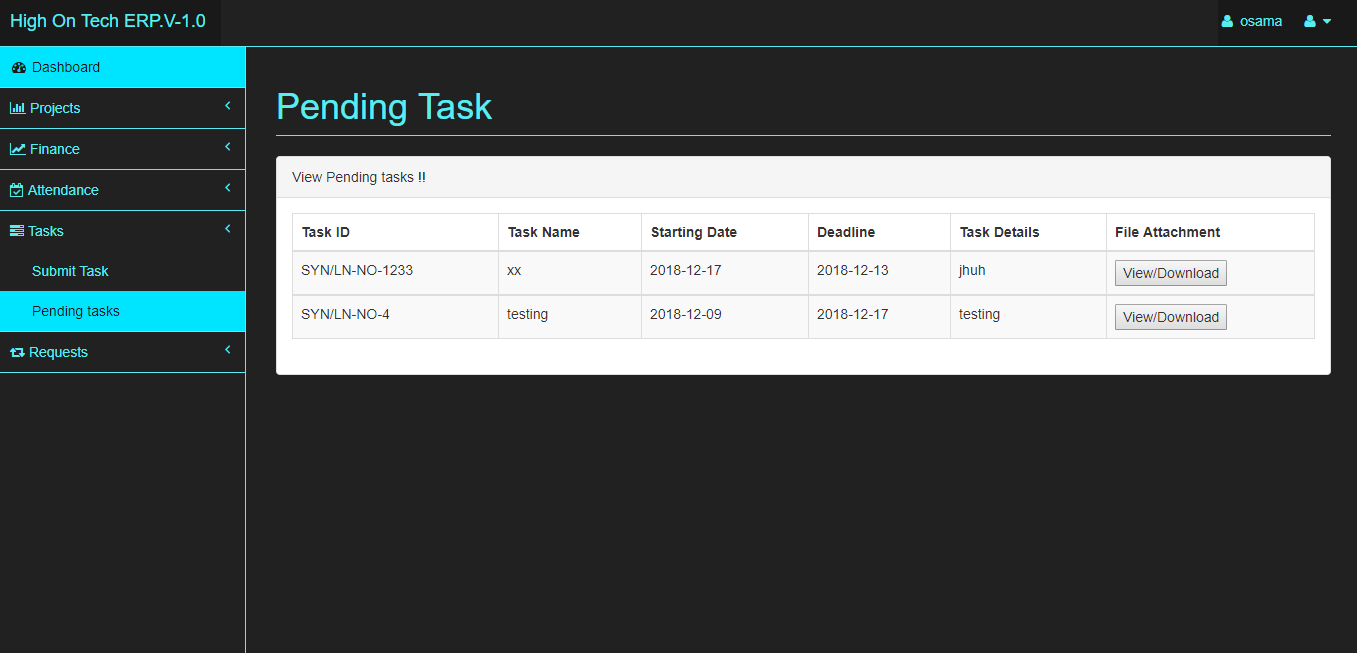 High On Tech ERP.V-1.0
osama
Dashboard
Projects
Finance
Attendance
Tasks
Submit Task
Pending tasks
Requests
Pending Task
View Pending tasks !!
Task ID Task Name Starting Date Deadline Task Details File Attachment
SYN/LN-NO-1233 xx 2018-12-17 2018-12-13 jhuh View/Download
SYN/LN-NO-4 testing 2018-12-09 2018-12-17 testing View/Download